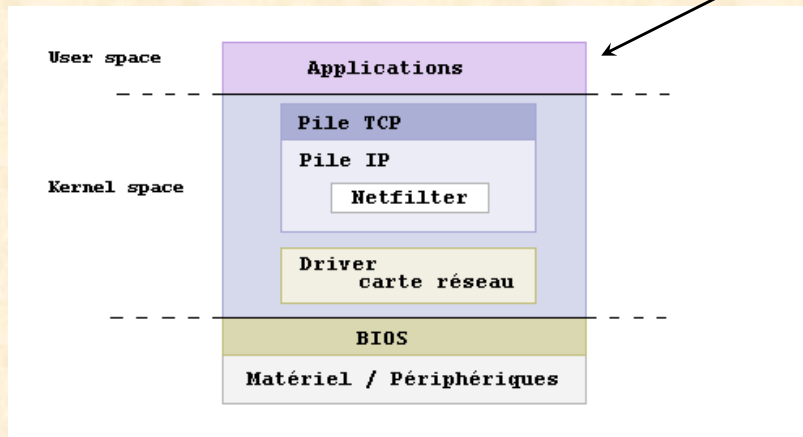 User space
Applications
Pile TCP
Pile IP
Kernel space
Netfilter
Driver
carte réseau
BIOS
Matériel / Périphériques